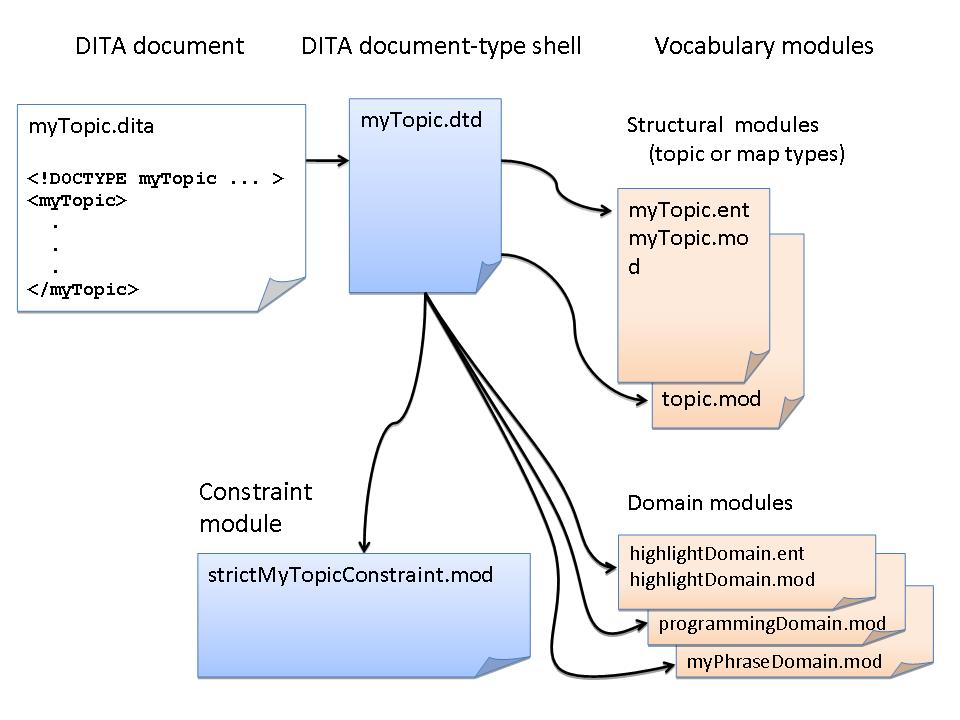 DITA document
DITA document-type shell
Vocabulary modules
myTopic.dita
<!DOCTYPE myTopic ... >
<myTopic>
.
.
.
</myTopic>
myTopic.dtd
Structural modules
(topic or map types)
myTopic.ent
myTopic.mo
d
topic.mod
Constraint
module
strictMyTopicConstraint.mod
Domain modules
highlightDomain.ent
highlightDomain.mod
programmingDomain.mod
myPhraseDomain.mod